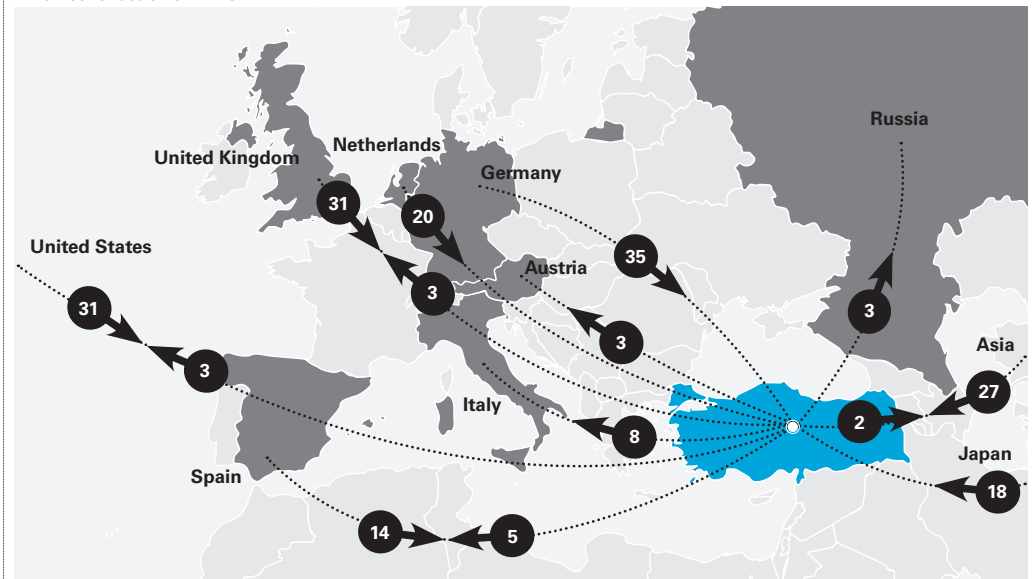 Russia
Netherlands
United Kingdom
Germany
31
20
United States
35
Austria
31
3
3
3
Asia
3
27
Italy
2
8
Japan
Spain
18
14
5